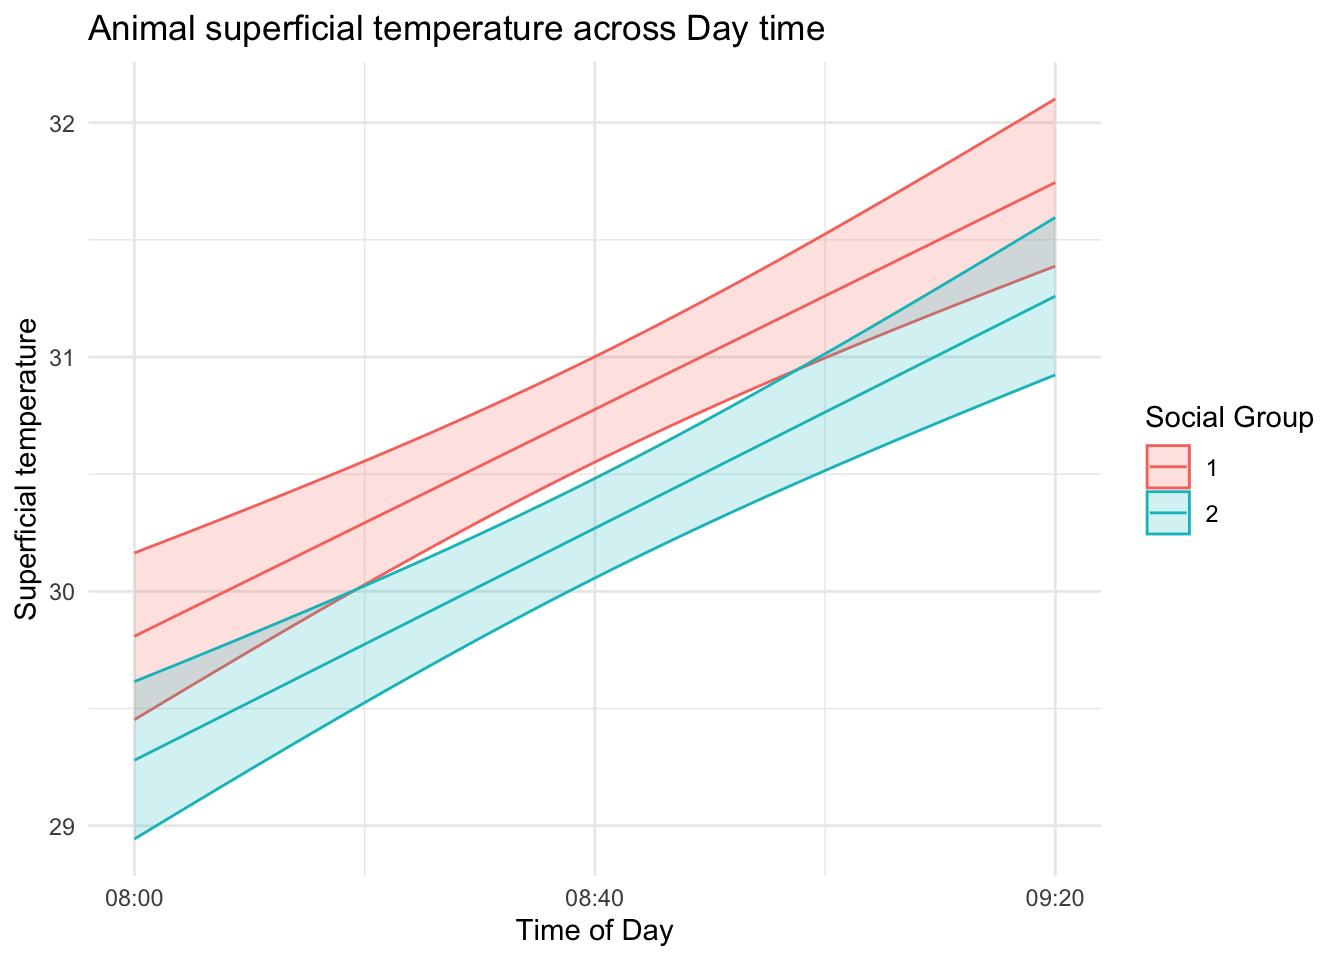 Animal superficial temperature across Day time
32
31
30
29
Superficial temperature
08:00
08:40
09:20
Time of Day
Social Group
1
2